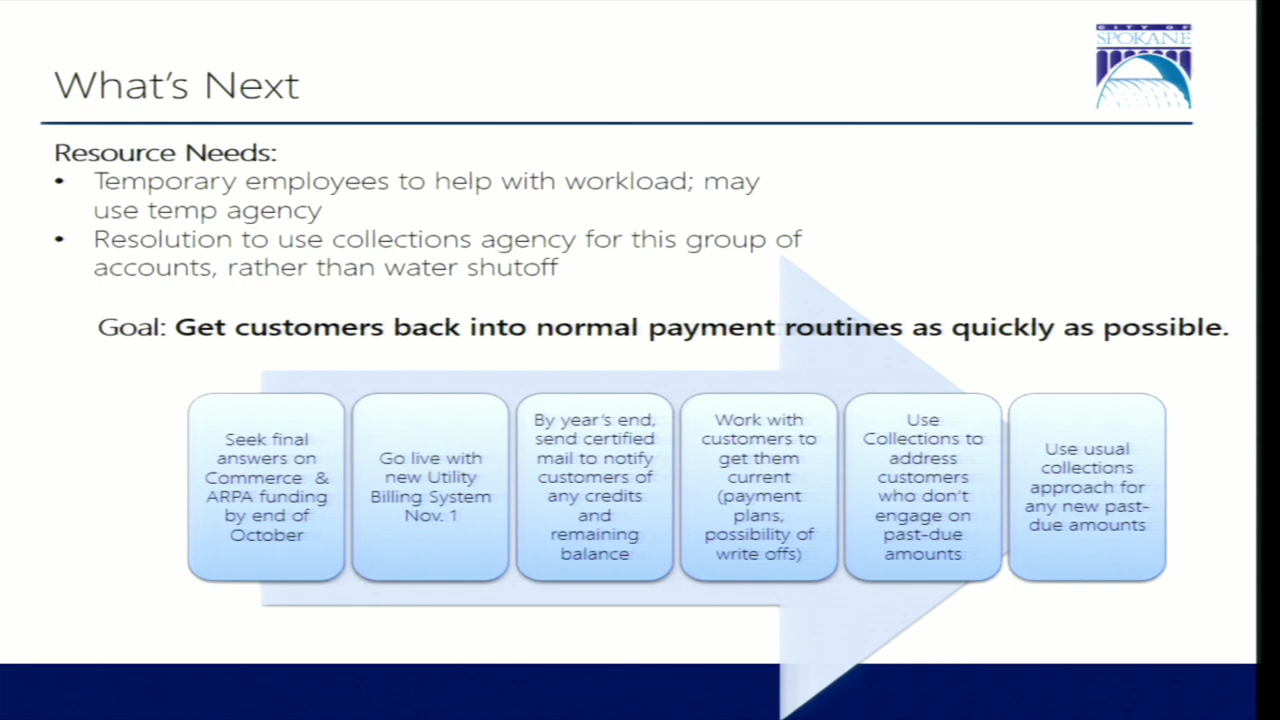 CITY OF
SPOKANE
What's Next
Resource Needs:
• Temporary employees to help with workload; may
use temp agency
• Resolution to use collections agency for this group of
accounts, rather than water shutoff
Goal: Get customers back into normal payment routines as quickly as possible.
Seek final
answers on
Commerce &
ARPA funding
by end of
October
Go live with
new Utility
Billing System
Nov. 1
By year's end,
send certified
mail to notify
customers of
any credits
and
remaining
balance
Work with
customers to
get them
current
(payment
plans,
possibility of
write offs)
Use
Collections to
address
customers
who don't
engage on
past-due
amounts
Use usual
collections
approach for
any new past-
due amounts